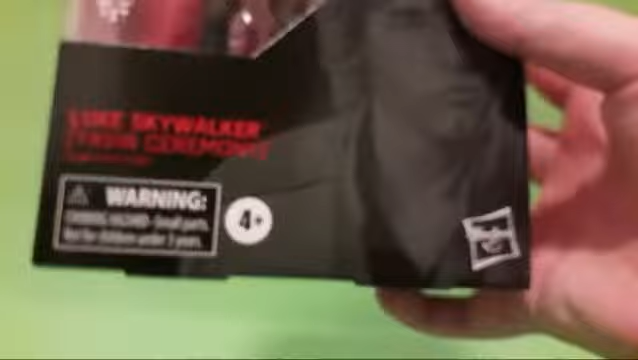 LUKE SKYWALKER
(YAVIN CEREMONY)
WARNING:
CHOKING HAZARD - Small parts.
Not for children under 3 years.
4+